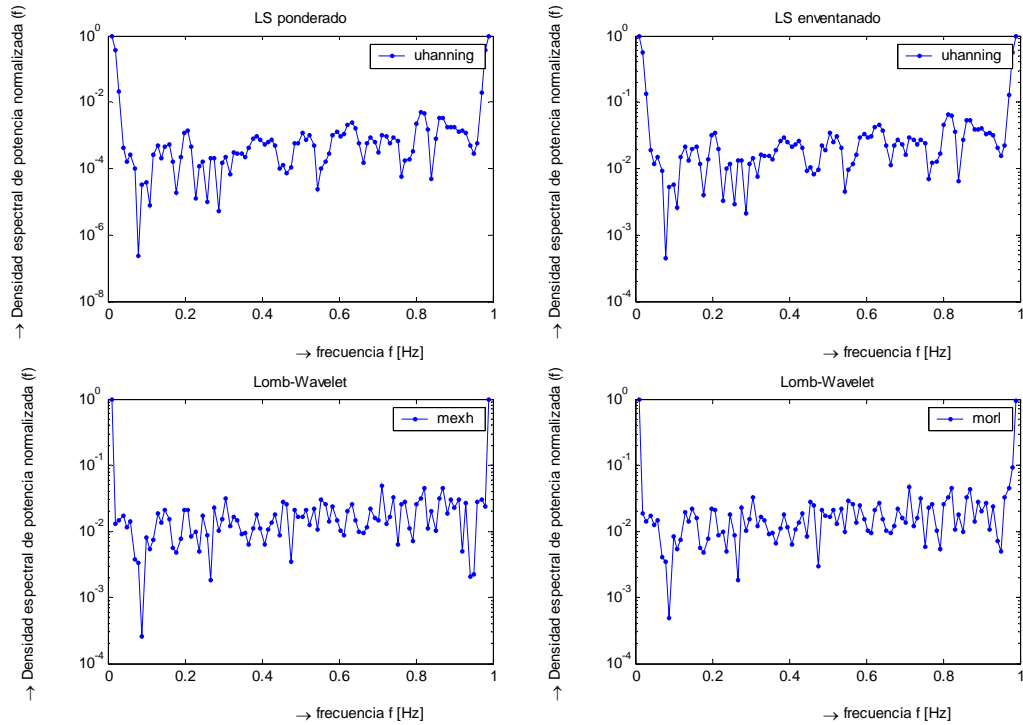 LS ponderado
→ Densidad espectral de potencia normalizada (f)
10^0
10^-2
10^-4
10^-6
10^-8
uhanning
0 0.2 0.4 0.6 0.8 1
→ frecuencia f [Hz]
LS enventanado
→ Densidad espectral de potencia normalizada (f)
10^0
10^-1
10^-2
10^-3
10^-4
uhanning
0 0.2 0.4 0.6 0.8 1
→ frecuencia f [Hz]
Lomb-Wavelet
→ Densidad espectral de potencia normalizada (f)
10^0
10^-1
10^-2
10^-3
10^-4
mexh
0 0.2 0.4 0.6 0.8 1
→ frecuencia f [Hz]
Lomb-Wavelet
→ Densidad espectral de potencia normalizada (f)
10^0
10^-1
10^-2
10^-3
10^-4
morl
0 0.2 0.4 0.6 0.8 1
→ frecuencia f [Hz]